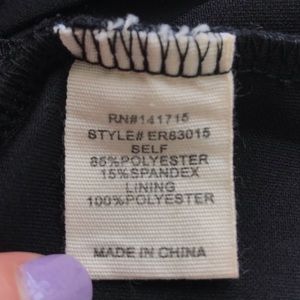 RN#141715
STYLE# ER83015
SELF
85%POLYESTER
15%SPANDEX
LINING
100%POLYESTER
MADE IN CHINA